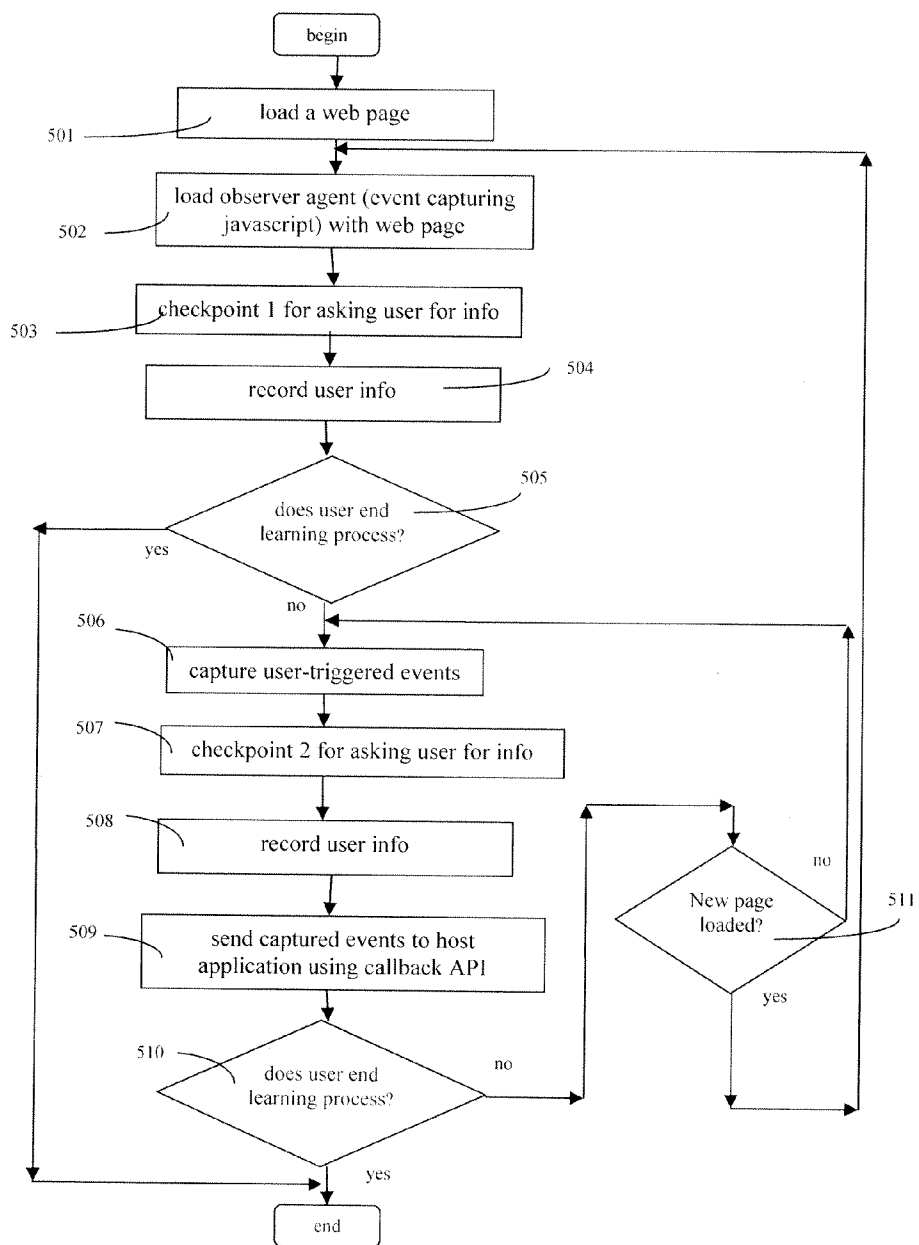 begin
load a web page
501
load observer agent (event capturing
javascript) with web page
502
checkpoint 1 for asking user for info
503
504
record user info
505
does user end
learning process?
yes
no
506
capture user-triggered events
507
checkpoint 2 for asking user for info
508
record user info
no
New page
loaded?
511
yes
509
send captured events to host
application using callback API
510
does user end
learning process?
no
yes
end